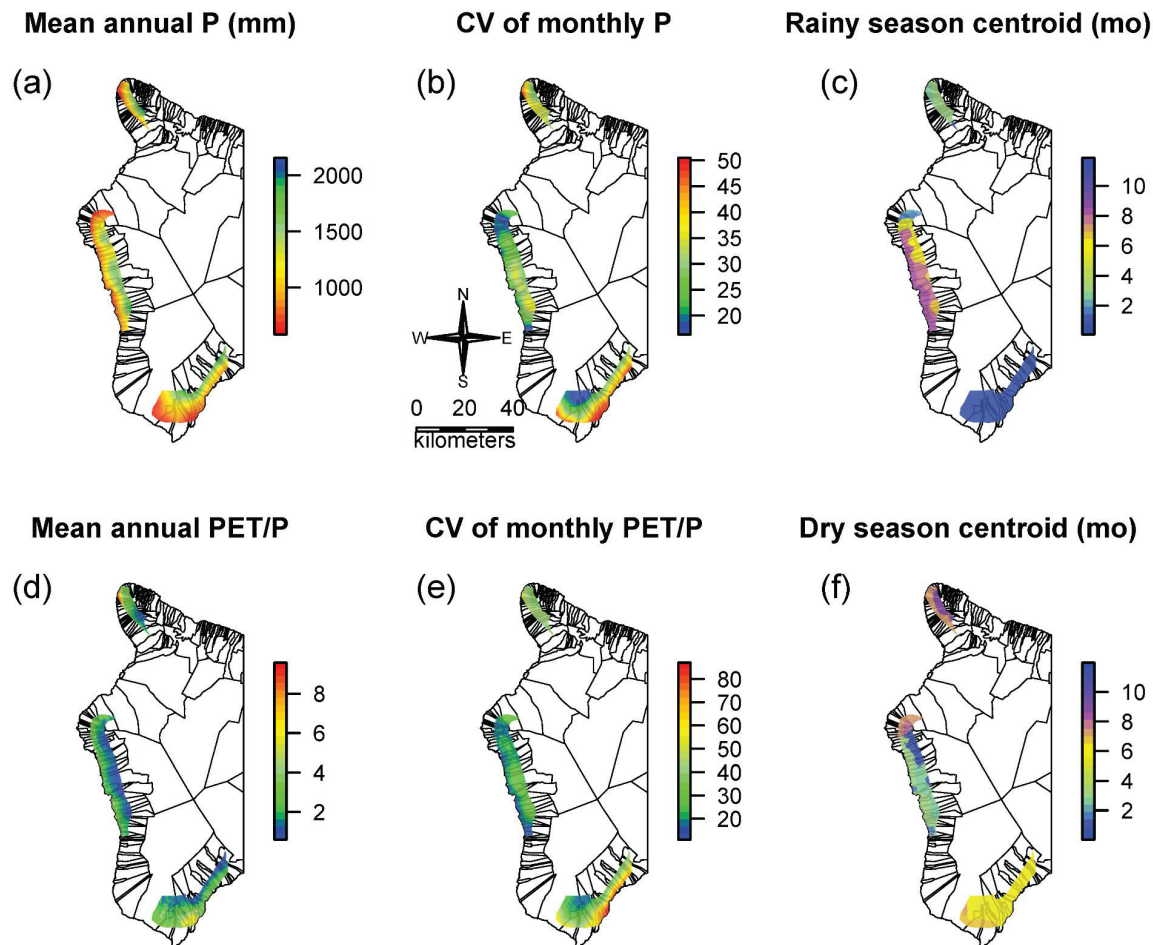 Mean annual P (mm)
CV of monthly P
Rainy season centroid (mo)
(a)
2000
1500
1000
(b)
50
45
40
35
30
25
20
N
W
E
S
0 20 40
kilometers
(c)
10
8
6
4
2
Mean annual PET/P
CV of monthly PET/P
Dry season centroid (mo)
(d)
8
6
4
2
(e)
80
70
60
50
40
30
20
(f)
10
8
6
4
2